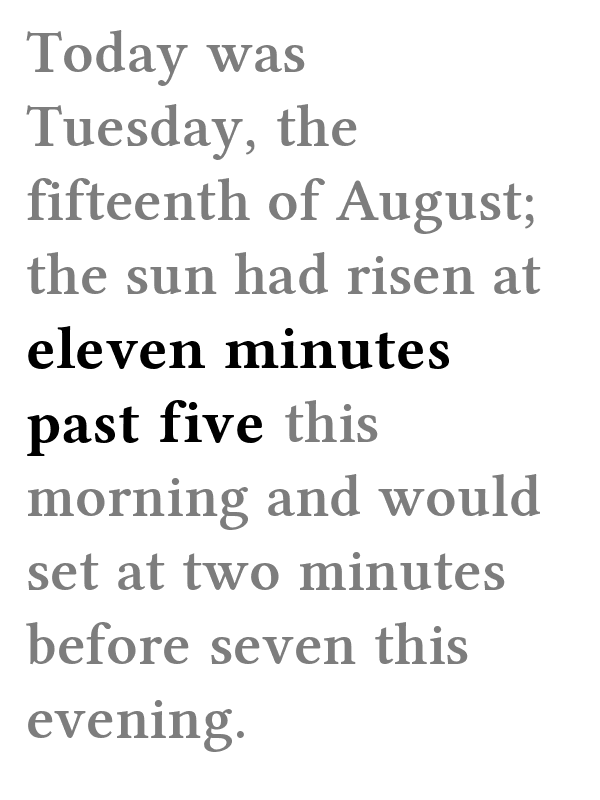 Today was
Tuesday, the
fifteenth of August;
the sun had risen at
eleven minutes
past five this
morning and would
set at two minutes
before seven this
evening.